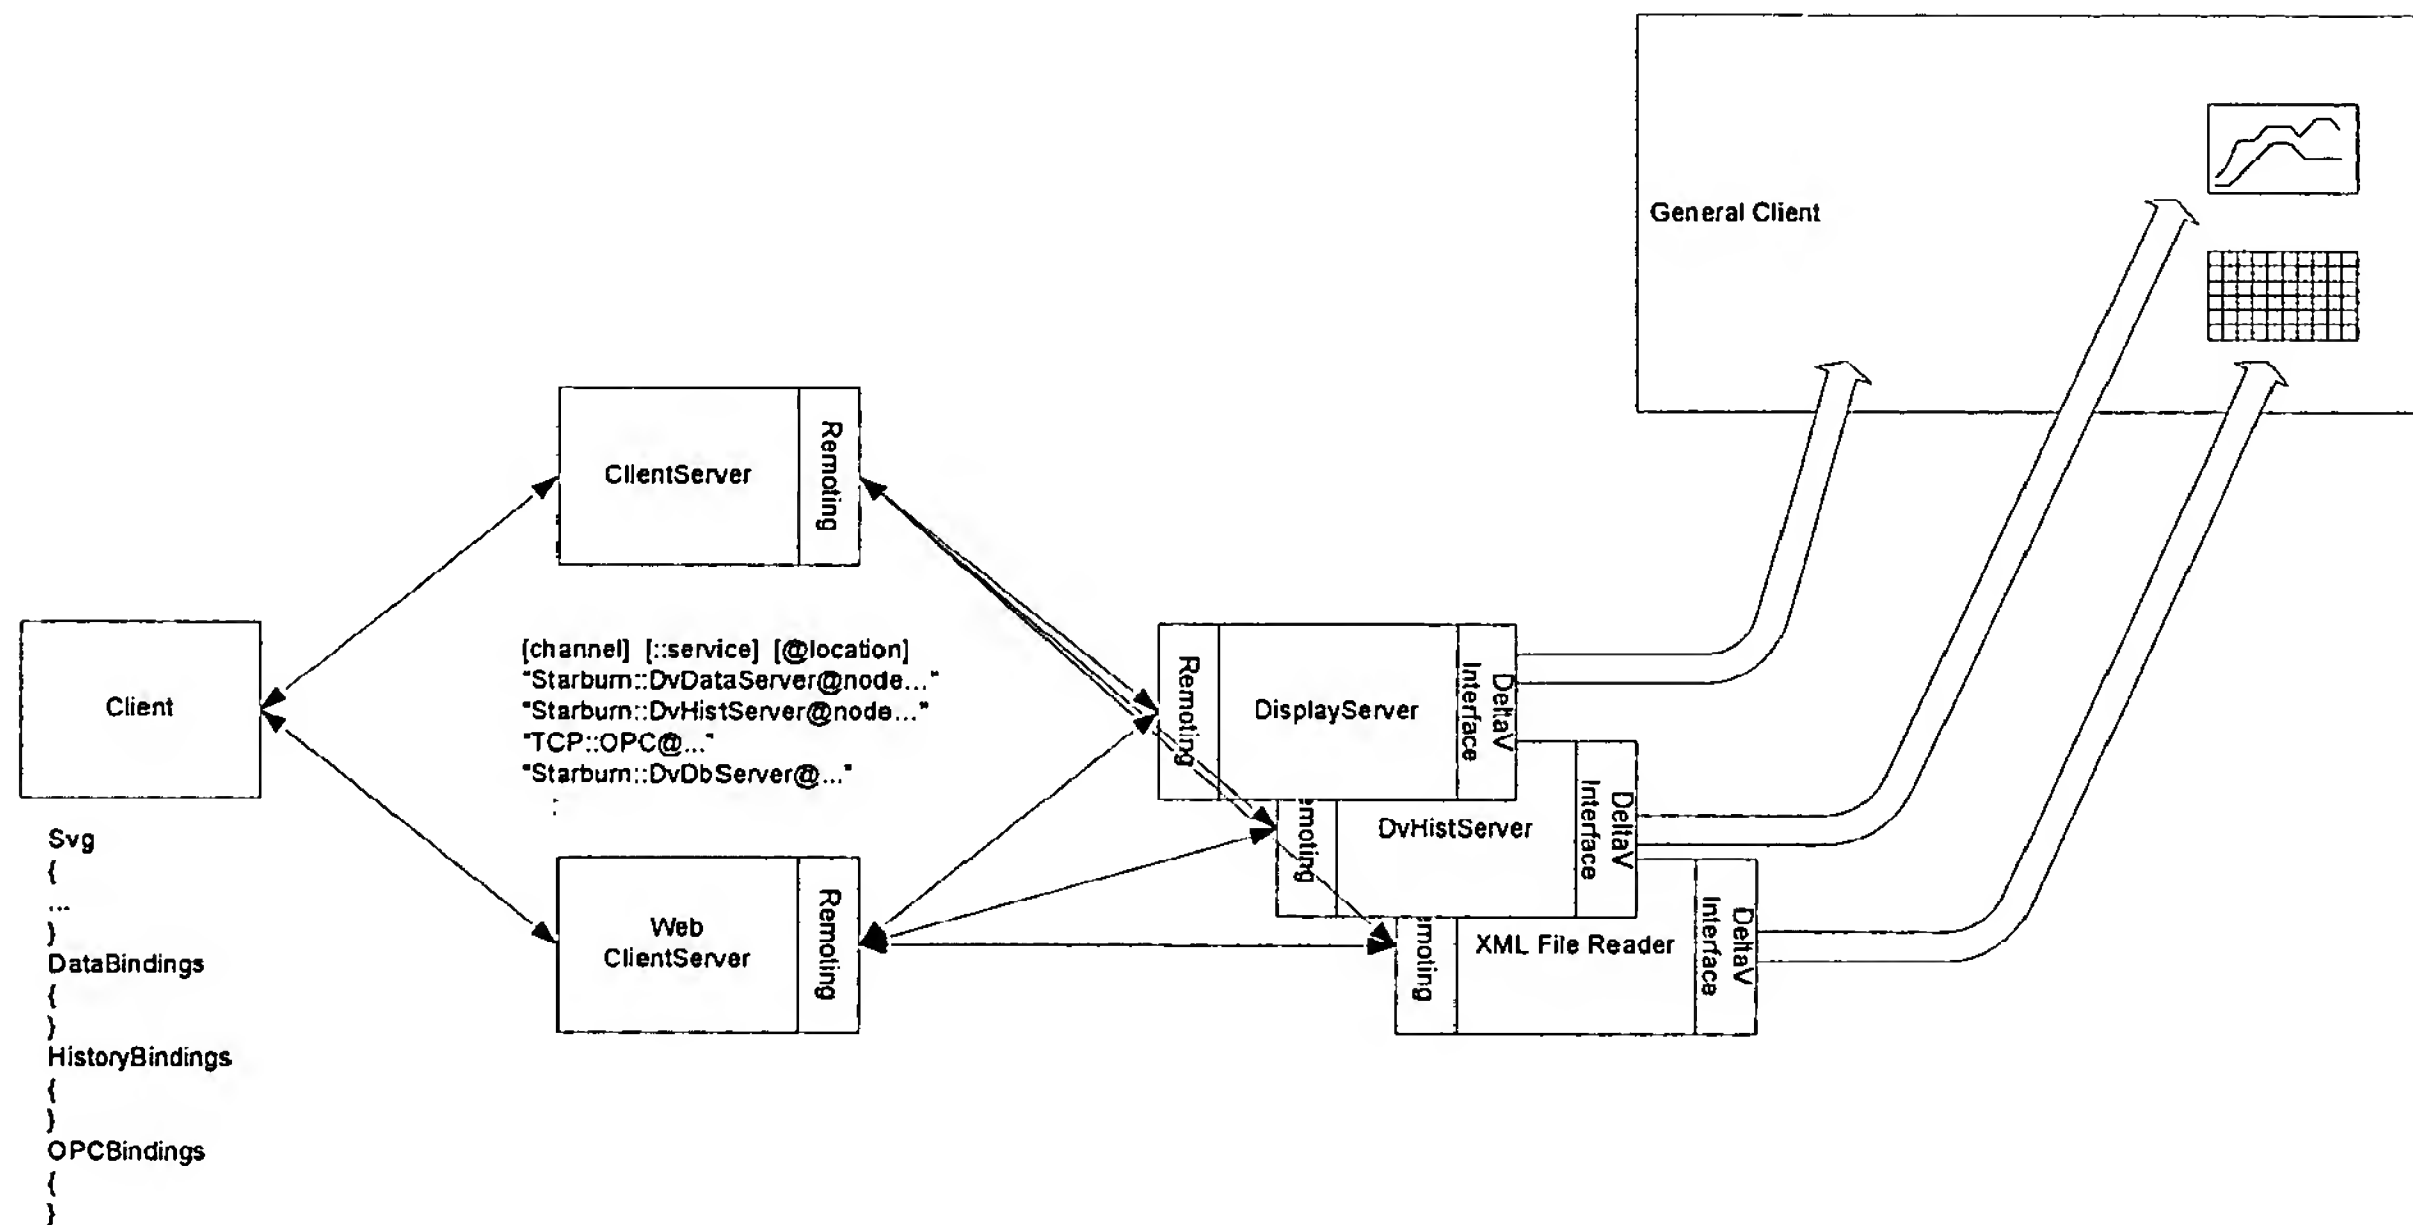 General Client
ClientServer
Remoting
[channel] [::service] [@location]
"Starburn::DvDataServer@node..."
"Starburn::DvHistServer@node..."
"TCP::OPC@..."
"Starburn::DvDbServer@..."
:
Client
Remoting
DisplayServer
DeltaV
Interface
emoting
DvHistServer
DeltaV
Interface
moting
XML File Reader
DeltaV
Interface
Web
ClientServer
Remoting
Svg
{
...
}
DataBindings
{
}
HistoryBindings
{
}
OPCBindings
{
}